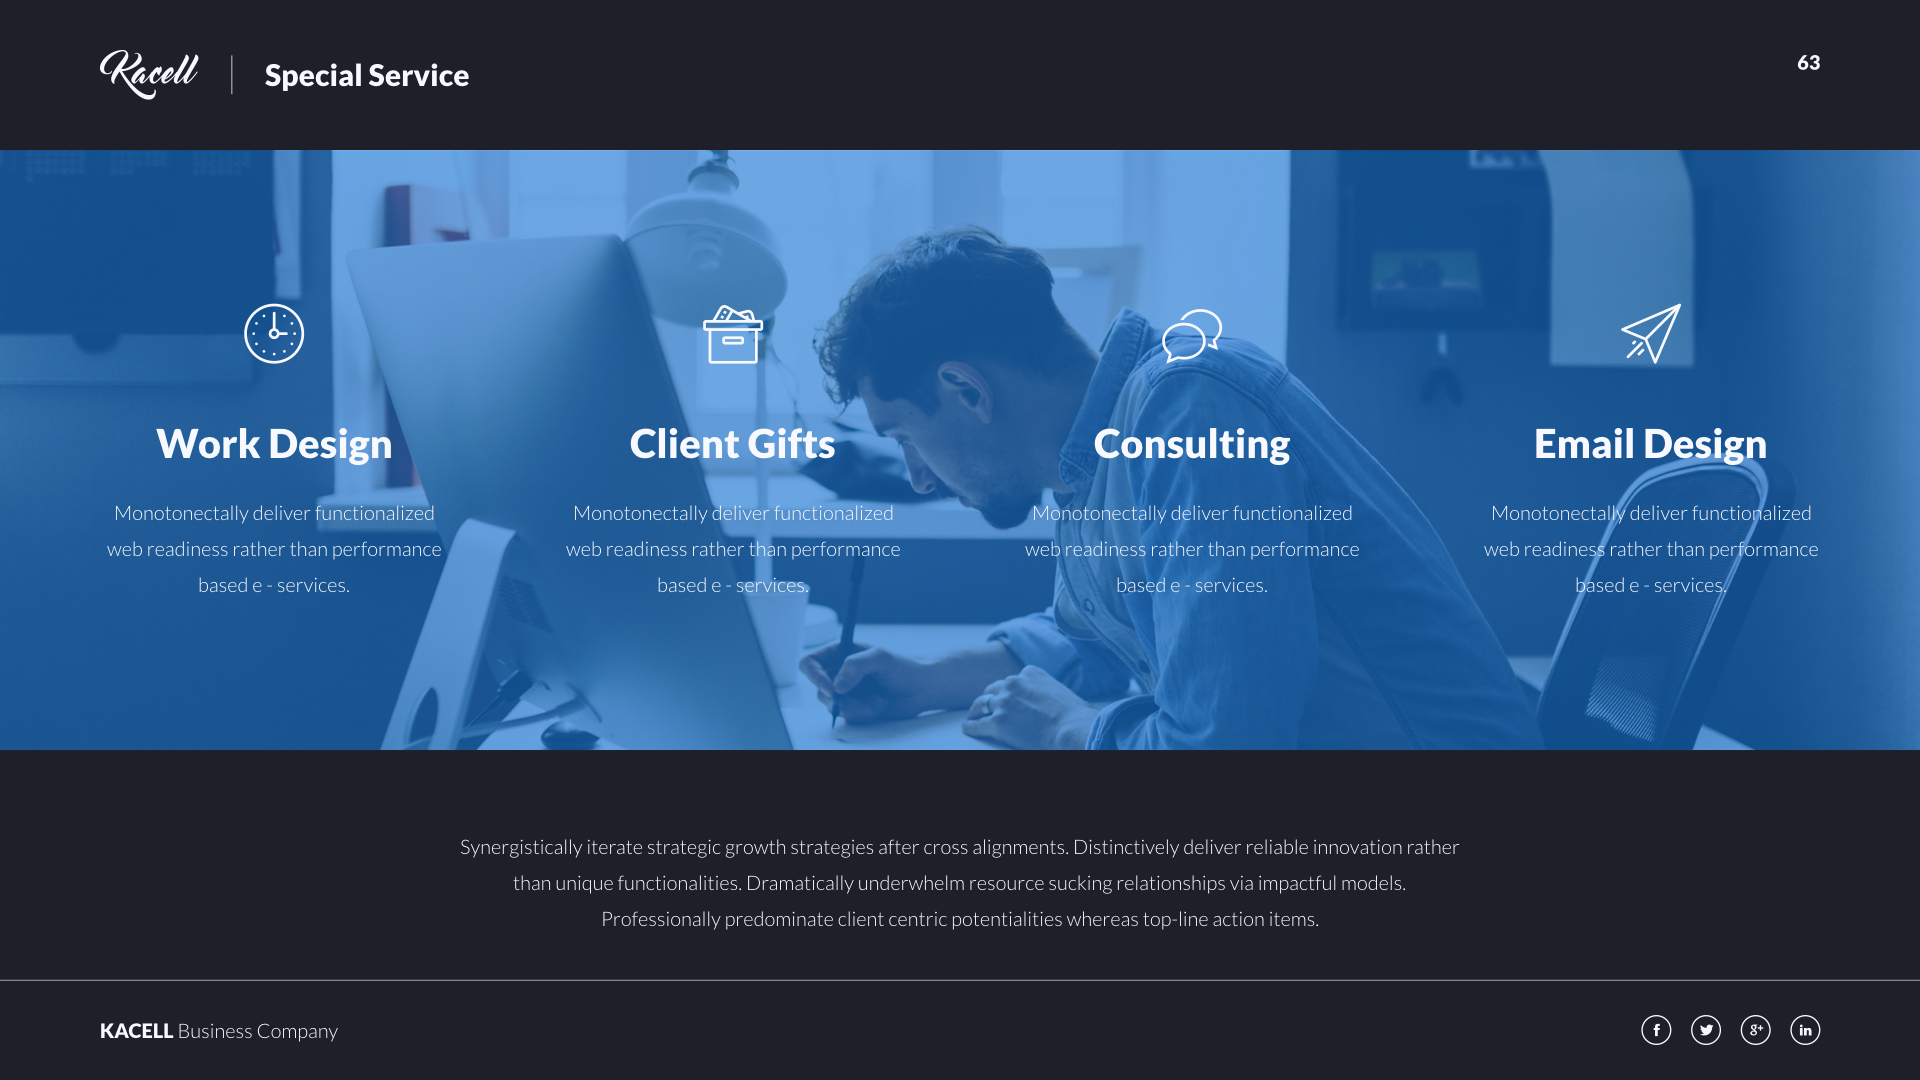 Kacell
Special Service
63
Work Design
Monotonectally deliver functionalized
web readiness rather than performance
based e - services.
Client Gifts
Monotonectally deliver functionalized
web readiness rather than performance
based e - services.
Consulting
Monotonectally deliver functionalized
web readiness rather than performance
based e - services.
Email Design
Monotonectally deliver functionalized
web readiness rather than performance
based e - services.
Synergistically iterate strategic growth strategies after cross alignments. Distinctively deliver reliable innovation rather
than unique functionalities. Dramatically underwhelm resource sucking relationships via impactful models.
Professionally predominate client centric potentialities whereas top-line action items.
KACELL Business Company
f
g+
in